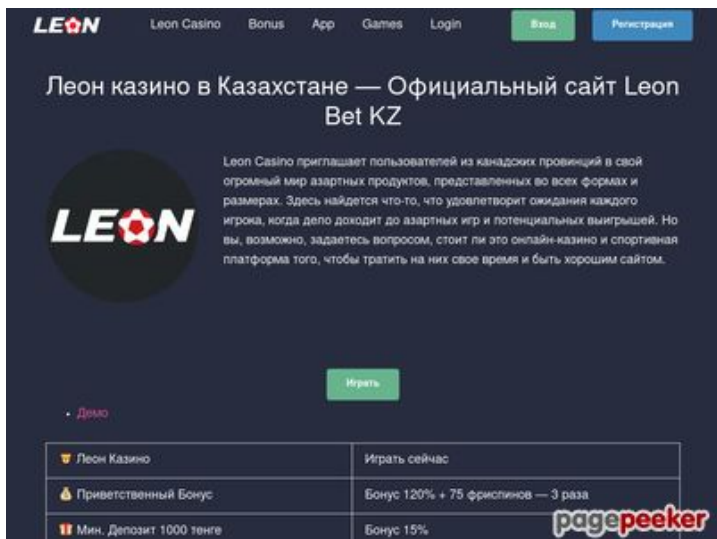 LEON Leon Casino Bonus App Games Login Вход Регистрация
Леон казино в Казахстане — Официальный сайт Leon
Bet KZ
Leon Casino приглашает пользователей из канадских провинций в свой
огромный мир азартных продуктов, представленных во всех формах и
размерах. Здесь найдется что-то, что удовлетворит ожидания каждого
игрока, когда дело доходит до азартных игр и потенциальных выигрышей. Но
вы, возможно, задаетесь вопросом, стоит ли это онлайн-казино и спортивная
платформа того, чтобы тратить на них свое время и быть хорошим сайтом.
LEON
Играть
• Демо
Леон Казино Играть сейчас
Приветственный Бонус Бонус 120% + 75 фриспинов — 3 раза
Мин. Депозит 1000 тенге Бонус 15%
pagepeeker